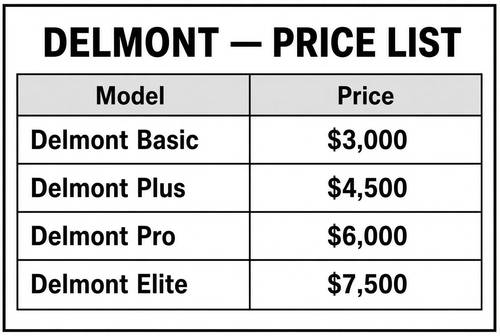 DELMONT — PRICE LIST
Model Price
Delmont Basic $3,000
Delmont Plus $4,500
Delmont Pro $6,000
Delmont Elite $7,500